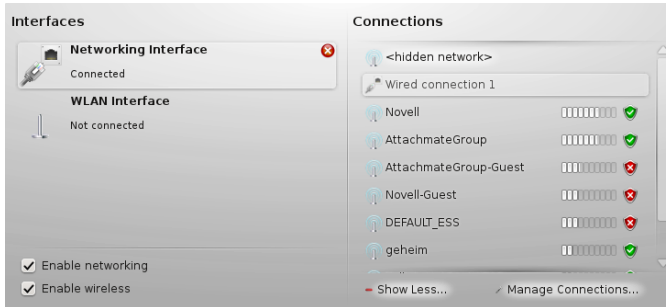 Interfaces
Networking Interface
Connected
WLAN Interface
Not connected
Enable networking
Enable wireless
Connections
<hidden network>
Wired connection 1
Novell
AttachmateGroup
AttachmateGroup-Guest
Novell-Guest
DEFAULT_ESS
geheim
Show Less...
Manage Connections...